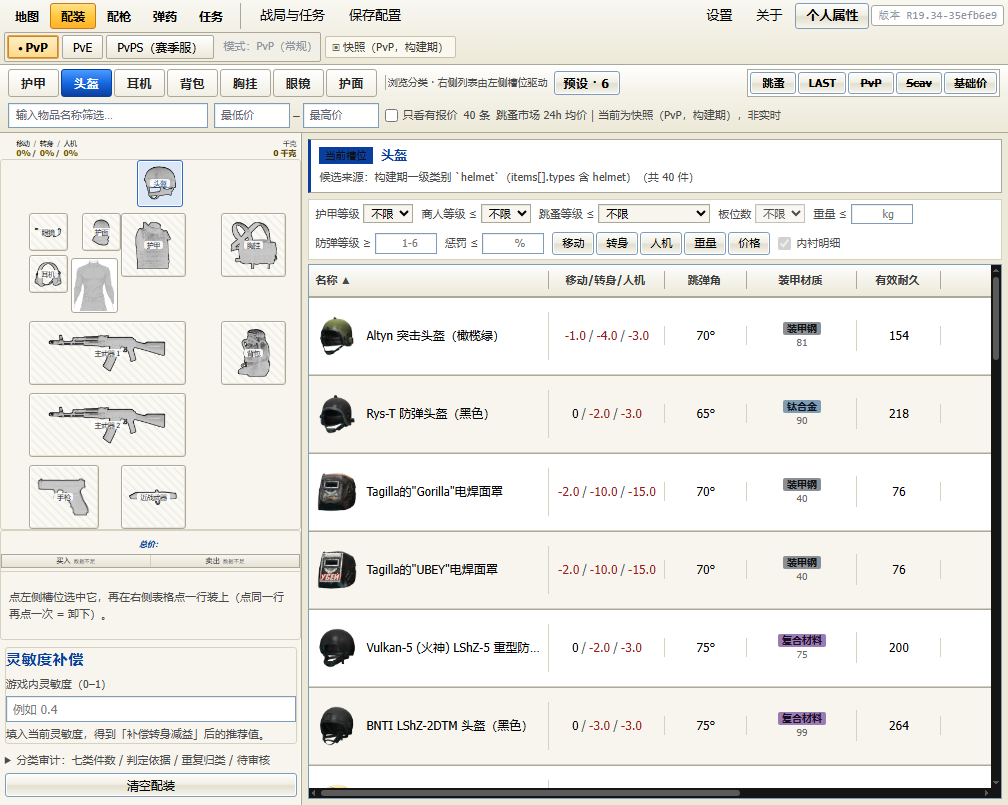 地图 配装 配枪 弹药 任务 战局与任务 保存配置 设置 关于 个人属性 版本 R19.34-35efb6e9
• PvP PvE PvPS（赛季服） 模式：PvP（常规） 快照（PvP，构建期）
护甲 头盔 耳机 背包 胸挂 眼镜 护面 浏览分类 · 右侧列表由左侧槽位驱动 预设 · 6 跳蚤 LAST PvP Scav 基础价
输入物品名称筛选... 最低价 – 最高价 只看有报价 40 条 跳蚤市场 24h 均价 | 当前为快照（PvP，构建期），非实时
移动 / 转身 / 人机 千克
0% / 0% / 0% 0 千克
头盔
眼镜 护面 护甲 胸挂
耳机
主武器 1 背包
主武器 2
手枪 近战武器
总价:
买入 数据不足 卖出 数据不足
点左侧槽位选中它，再在右侧表格点一行装上（点同一行
再点一次 = 卸下）。
灵敏度补偿
游戏内灵敏度（0–1）
例如 0.4
填入当前灵敏度，得到「补偿转身减益」后的推荐值。
▶ 分类审计：七类件数 / 判定依据 / 重复归类 / 待审核
清空配装
当前槽位 头盔
候选来源：构建期一级类别 `helmet`（items[].types 含 helmet）（共 40 件）
护甲等级 不限 商人等级 ≤ 不限 跳蚤等级 ≤ 不限 板位数 不限 重量 ≤ kg
防弹等级 ≥ 1-6 惩罚 ≤ % 移动 转身 人机 重量 价格 内衬明细
名称 ▲ 移动/转身/人机 跳弹角 装甲材质 有效耐久
Altyn 突击头盔（橄榄绿） -1.0 / -4.0 / -3.0 70° 装甲钢 81 154
Rys-T 防弹头盔（黑色） 0 / -2.0 / -3.0 65° 钛合金 90 218
Tagilla的"Gorilla"电焊面罩 -2.0 / -10.0 / -15.0 70° 装甲钢 40 76
Tagilla的"UBEY"电焊面罩 -2.0 / -10.0 / -15.0 70° 装甲钢 40 76
Vulkan-5 (火神) LShZ-5 重型防... 0 / -2.0 / -3.0 75° 复合材料 75 200
BNTI LShZ-2DTM 头盔（黑色） 0 / -3.0 / -3.0 75° 复合材料 99 264